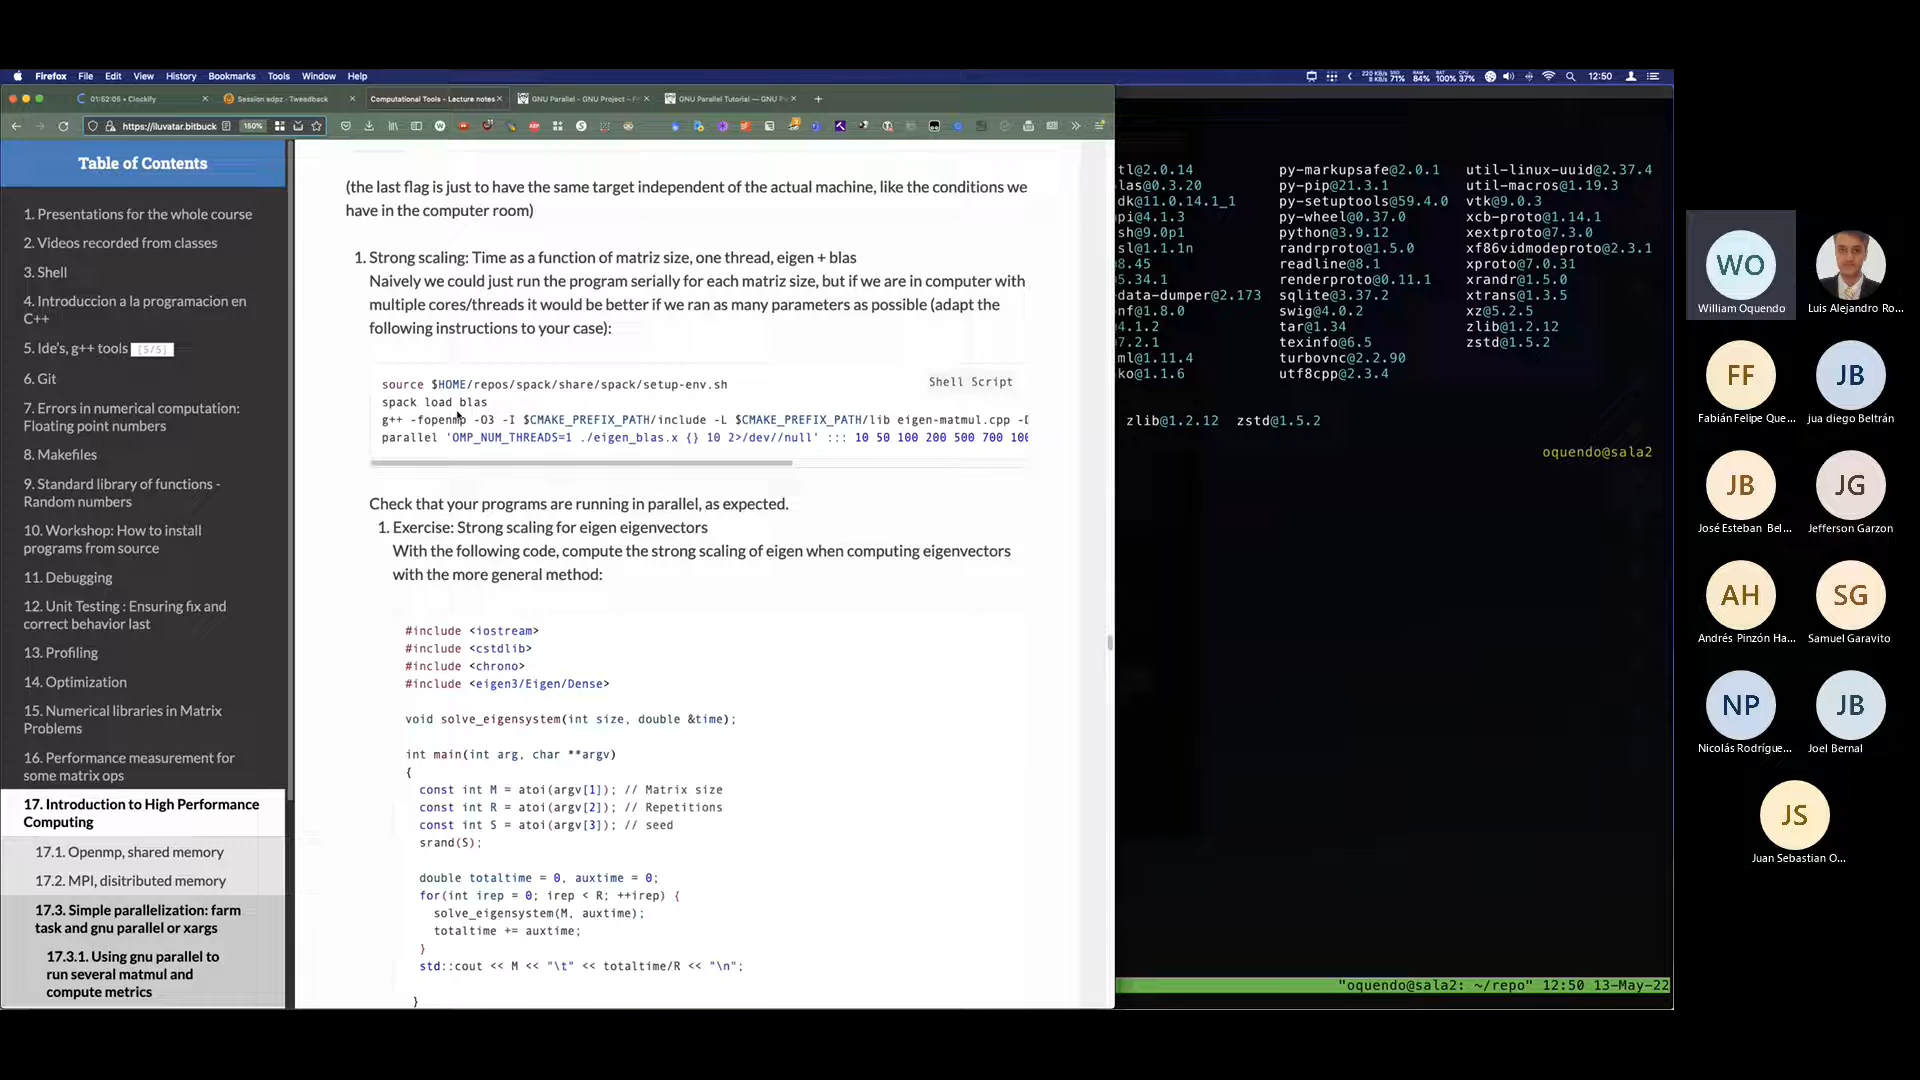 Firefox File Edit View History Bookmarks Tools Window Help
12:50
01:52:05 • Clockify
Session edpz - Tweedback
Computational Tools - Lecture notes
GNU Parallel - GNU Project - F
GNU Parallel Tutorial — GNU P
https://iluvatar.bitbuck
150%
Table of Contents
1. Presentations for the whole course
2. Videos recorded from classes
3. Shell
4. Introduccion a la programacion en
C++
5. Ide's, g++ tools [5/5]
6. Git
7. Errors in numerical computation:
Floating point numbers
8. Makefiles
9. Standard library of functions -
Random numbers
10. Workshop: How to install
programs from source
11. Debugging
12. Unit Testing : Ensuring fix and
correct behavior last
13. Profiling
14. Optimization
15. Numerical libraries in Matrix
Problems
16. Performance measurement for
some matrix ops
17. Introduction to High Performance
Computing
17.1. Openmp, shared memory
17.2. MPI, disitributed memory
17.3. Simple parallelization: farm
task and gnu parallel or xargs
17.3.1. Using gnu parallel to
run several matmul and
compute metrics
(the last flag is just to have the same target independent of the actual machine, like the conditions we
have in the computer room)
1. Strong scaling: Time as a function of matriz size, one thread, eigen + blas
Naively we could just run the program serially for each matriz size, but if we are in computer with
multiple cores/threads it would be better if we ran as many parameters as possible (adapt the
following instructions to your case):
Shell Script
source $HOME/repos/spack/share/spack/setup-env.sh
spack load blas
g++ -fopenmp -O3 -I $CMAKE_PREFIX_PATH/include -L $CMAKE_PREFIX_PATH/lib eigen-matmul.cpp -D
parallel 'OMP_NUM_THREADS=1 ./eigen_blas.x {} 10 2>/dev//null' ::: 10 50 100 200 500 700 100
Check that your programs are running in parallel, as expected.
1. Exercise: Strong scaling for eigen eigenvectors
With the following code, compute the strong scaling of eigen when computing eigenvectors
with the more general method:
#include <iostream>
#include <cstdlib>
#include <chrono>
#include <eigen3/Eigen/Dense>
void solve_eigensystem(int size, double &time);
int main(int arg, char **argv)
{
const int M = atoi(argv[1]); // Matrix size
const int R = atoi(argv[2]); // Repetitions
const int S = atoi(argv[3]); // seed
srand(S);
double totaltime = 0, auxtime = 0;
for(int irep = 0; irep < R; ++irep) {
solve_eigensystem(M, auxtime);
totaltime += auxtime;
}
std::cout << M << "\t" << totaltime/R << "\n";
}
tl@2.0.14 py-markupsafe@2.0.1 util-linux-uuid@2.37.4
las@0.3.20 py-pip@21.3.1 util-macros@1.19.3
dk@11.0.14.1_1 py-setuptools@59.4.0 vtk@9.0.3
pi@4.1.3 py-wheel@0.37.0 xcb-proto@1.14.1
sh@9.0p1 python@3.9.12 xextproto@7.3.0
sl@1.1.1n randrproto@1.5.0 xf86vidmodeproto@2.3.1
8.45 readline@8.1 xproto@7.0.31
5.34.1 renderproto@0.11.1 xrandr@1.5.0
data-dumper@2.173 sqlite@3.37.2 xtrans@1.3.5
nf@1.8.0 swig@4.0.2 xz@5.2.5
4.1.2 tar@1.34 zlib@1.2.12
7.2.1 texinfo@6.5 zstd@1.5.2
ml@1.11.4 turbovnc@2.2.90
ko@1.1.6 utf8cpp@2.3.4
zlib@1.2.12 zstd@1.5.2
oquendo@sala2
"oquendo@sala2: ~/repo" 12:50 13-May-22
WO
William Oquendo
Luis Alejandro Ro...
FF
Fabián Felipe Que...
JB
jua diego Beltrán
JB
José Esteban Bel...
JG
Jefferson Garzon
AH
Andrés Pinzón Ha...
SG
Samuel Garavito
NP
Nicolás Rodrígue...
JB
Joel Bernal
JS
Juan Sebastian O...